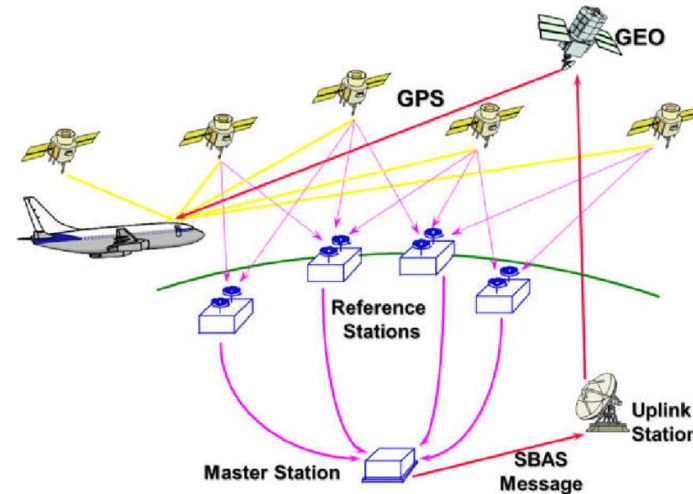 GEO
GPS
Reference
Stations
Uplink
Station
Master Station
SBAS
Message